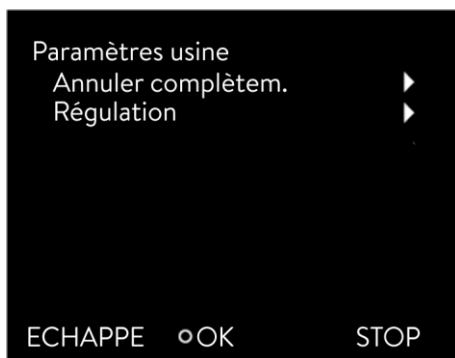 Paramètres usine
Annuler complètem.
Régulation
ECHAPPE OK STOP